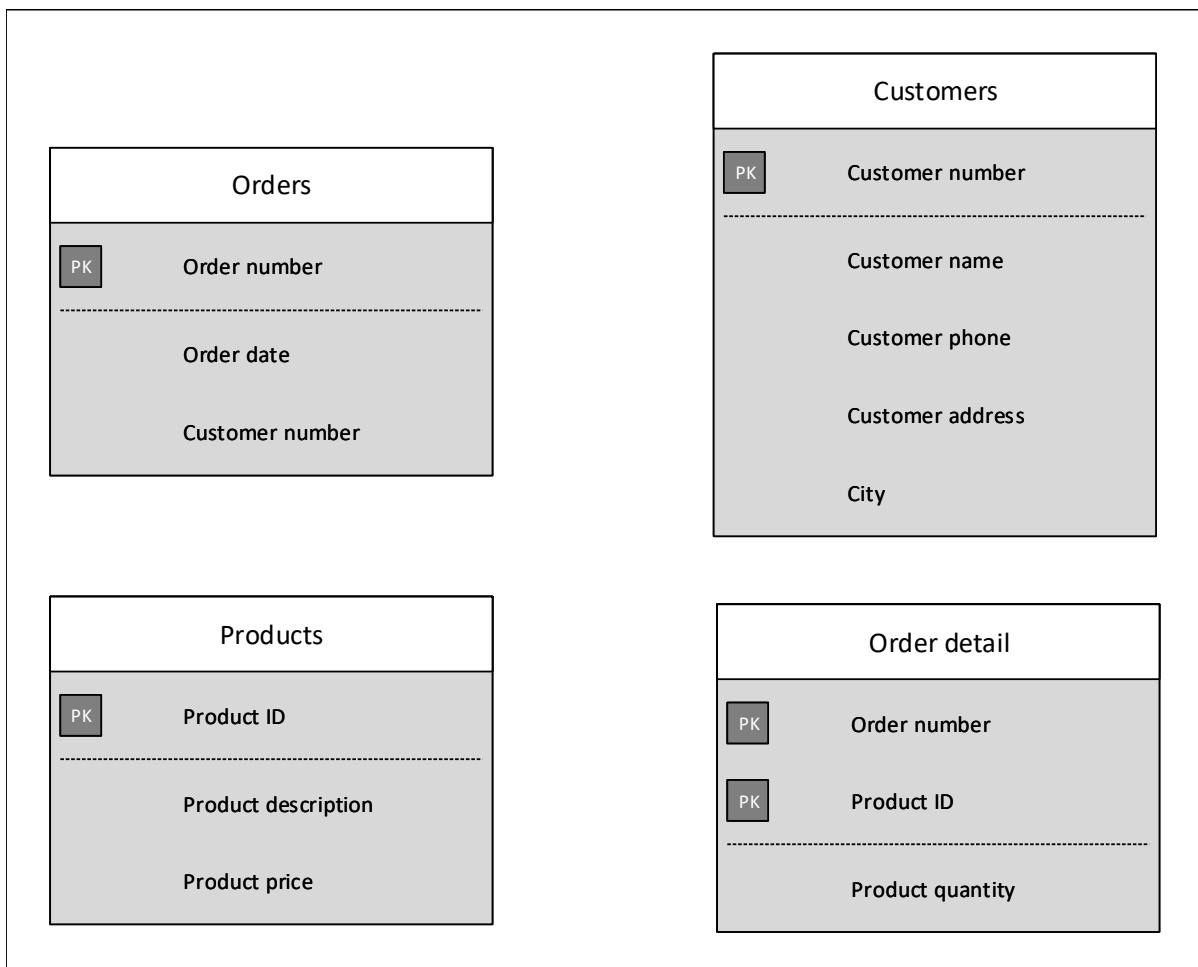 Orders
PK Order number
Order date
Customer number
Customers
PK Customer number
Customer name
Customer phone
Customer address
City
Products
PK Product ID
Product description
Product price
Order detail
PK Order number
PK Product ID
Product quantity